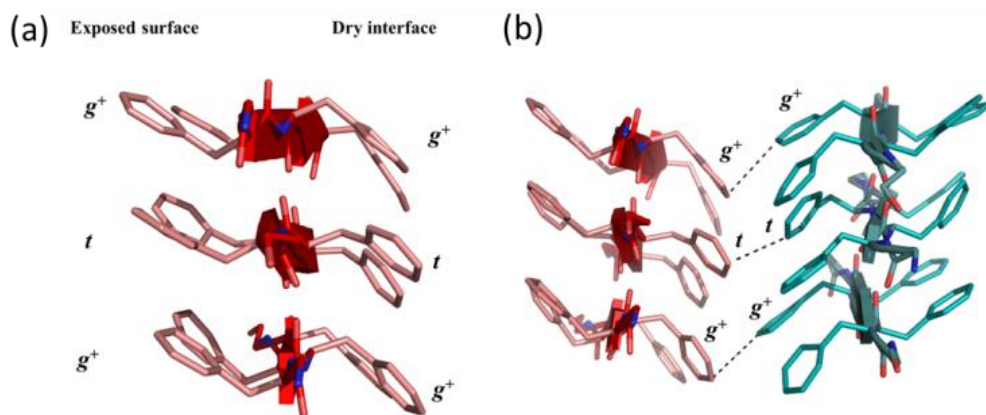 (a)
Exposed surface
Dry interface
g+
g+
t
t
g+
g+
(b)
g+
g+
t
t
g+
g+